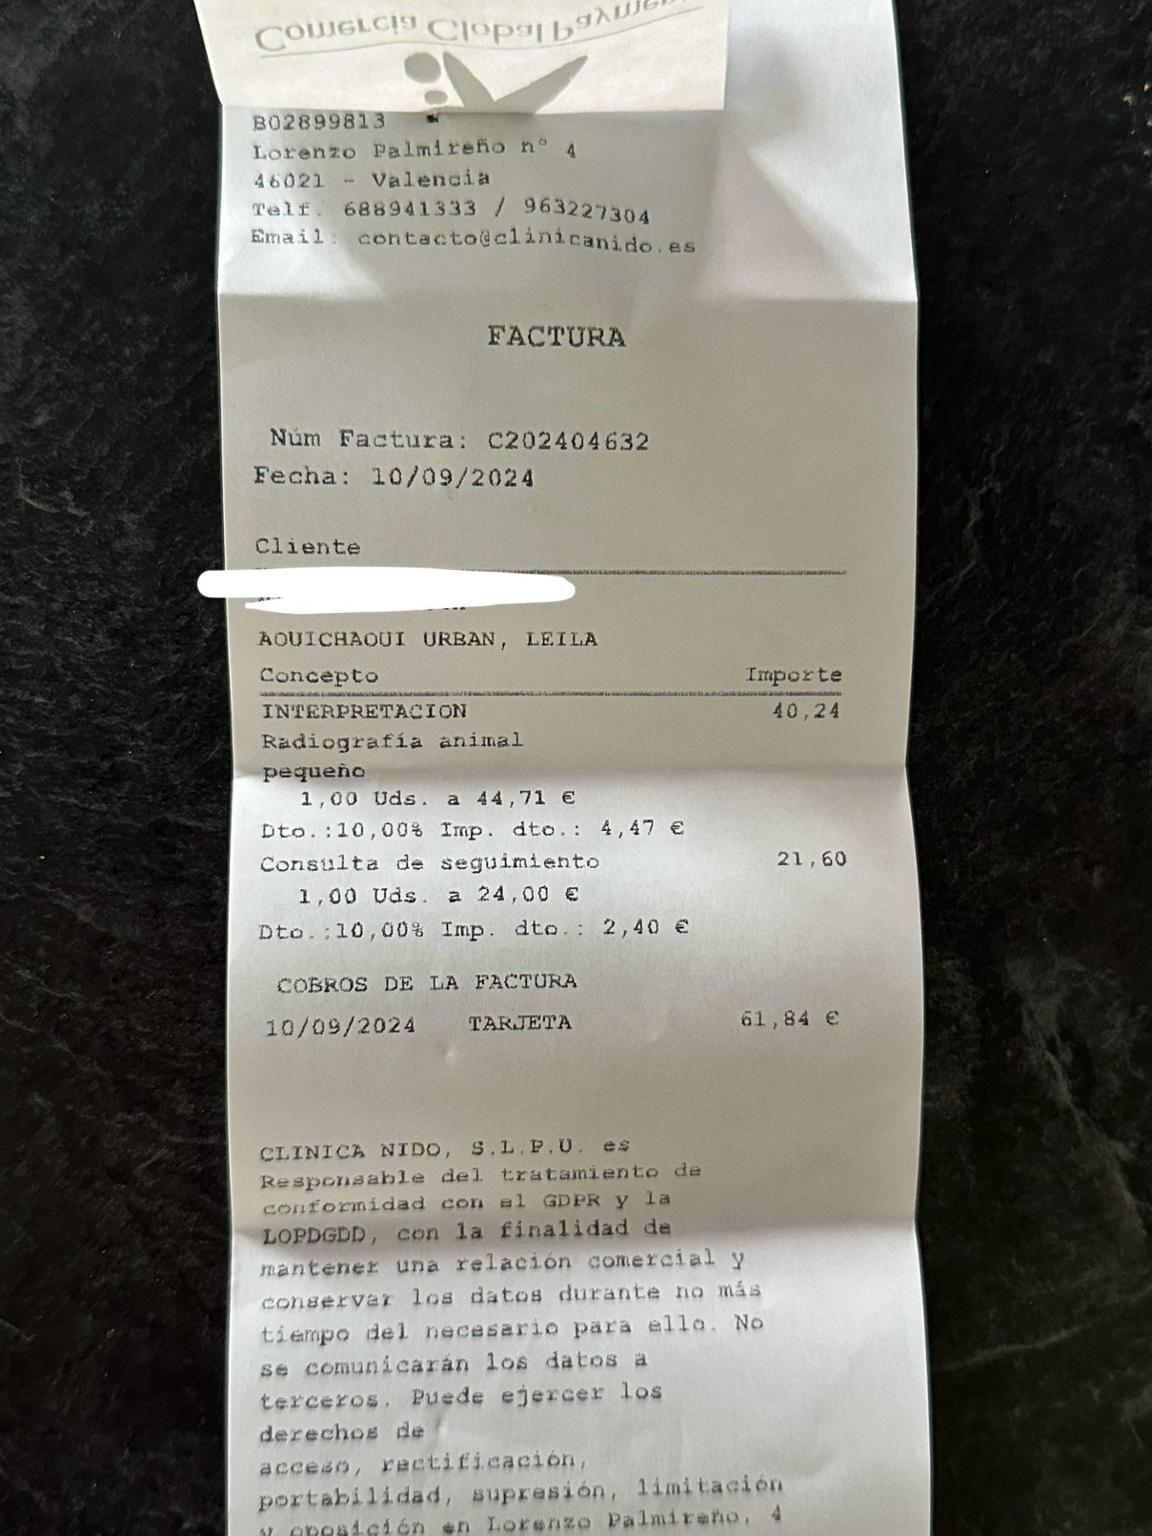 Comercia Global Payments
B02899813
Lorenzo Palmireño nº 4
46021 - Valencia
Telf. 688941333 / 963227304
Email: contacto@clinicanido.es
FACTURA
Núm Factura: C202404632
Fecha: 10/09/2024
Cliente
AOUICHAOUI URBAN, LEILA
Concepto Importe
INTERPRETACION 40,24
Radiografía animal
pequeño
1,00 Uds. a 44,71 €
Dto.:10,00% Imp. dto.: 4,47 €
Consulta de seguimiento 21,60
1,00 Uds. a 24,00 €
Dto.:10,00% Imp. dto.: 2,40 €
COBROS DE LA FACTURA
10/09/2024 TARJETA 61,84 €
CLINICA NIDO, S.L.P.U. es
Responsable del tratamiento de
conformidad con el GDPR y la
LOPDGDD, con la finalidad de
mantener una relación comercial y
conservar los datos durante no más
tiempo del necesario para ello. No
se comunicarán los datos a
terceros. Puede ejercer los
derechos de
acceso, rectificación,
portabilidad, supresión, limitación
y oposición en Lorenzo Palmireño, 4